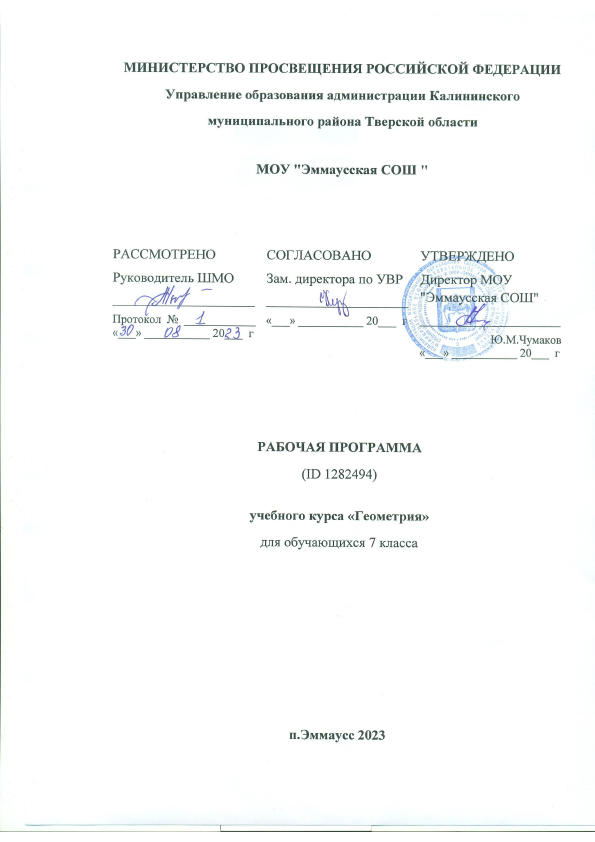 МИНИСТЕРСТВО ПРОСВЕЩЕНИЯ РОССИЙСКОЙ ФЕДЕРАЦИИ
Управление образования администрации Калининского
муниципального района Тверской области
МОУ "Эммаусская СОШ "
РАССМОТРЕНО
Руководитель ШМО
Протокол № 1
«30» 08 2023 г
СОГЛАСОВАНО
Зам. директора по УВР
«___» ___________ 20___ г
УТВЕРЖДЕНО
Директор МОУ
"Эммаусская СОШ"
Ю.М.Чумаков
«___» ___________ 20___ г
РАБОЧАЯ ПРОГРАММА
(ID 1282494)
учебного курса «Геометрия»
для обучающихся 7 класса
п.Эммаусс 2023